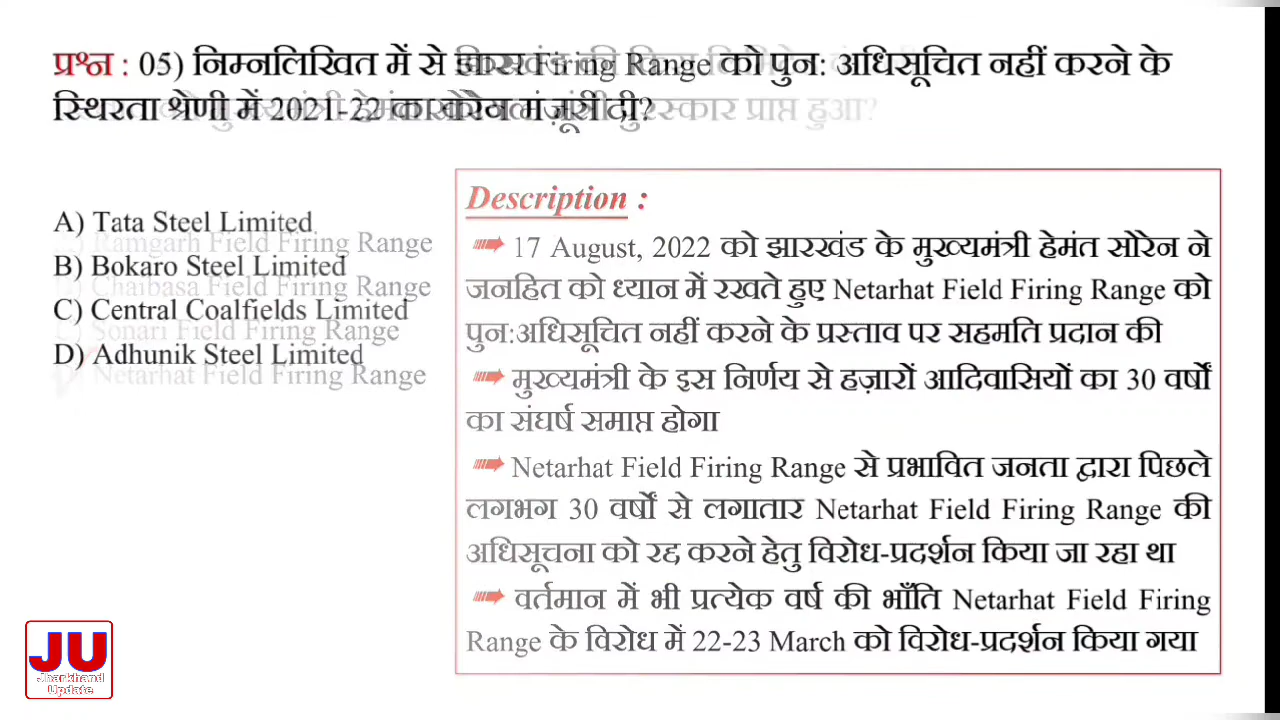 प्रश्न : 05) निम्नलिखित में से किस Firing Range को पुन: अधिसूचित नहीं करने के
स्थिरता श्रेणी में 2021-22 का सोरेन मंज़ूरी दी? पुरस्कार प्राप्त हुआ?
A) Tata Steel Limited
A) Ramgarh Field Firing Range
B) Bokaro Steel Limited
B) Chaibasa Field Firing Range
C) Central Coalfields Limited
C) Sonari Field Firing Range
D) Adhunik Steel Limited
D) Netarhat Field Firing Range
Description :
17 August, 2022 को झारखंड के मुख्यमंत्री हेमंत सौरेन ने
जनहित को ध्यान में रखते हुए Netarhat Field Firing Range को
पुन:अधिसूचित नहीं करने के प्रस्ताव पर सहमति प्रदान की
मुख्यमंत्री के इस निर्णय से हज़ारों आदिवासियों का 30 वर्षों
का संघर्ष समाप्त होगा
Netarhat Field Firing Range से प्रभावित जनता द्वारा पिछले
लगभग 30 वर्षों से लगातार Netarhat Field Firing Range की
अधिसूचना को रद्द करने हेतु विरोध-प्रदर्शन किया जा रहा था
वर्तमान में भी प्रत्येक वर्ष की भाँति Netarhat Field Firing
Range के विरोध में 22-23 March को विरोध-प्रदर्शन किया गया
JU
Jharkhand
Update